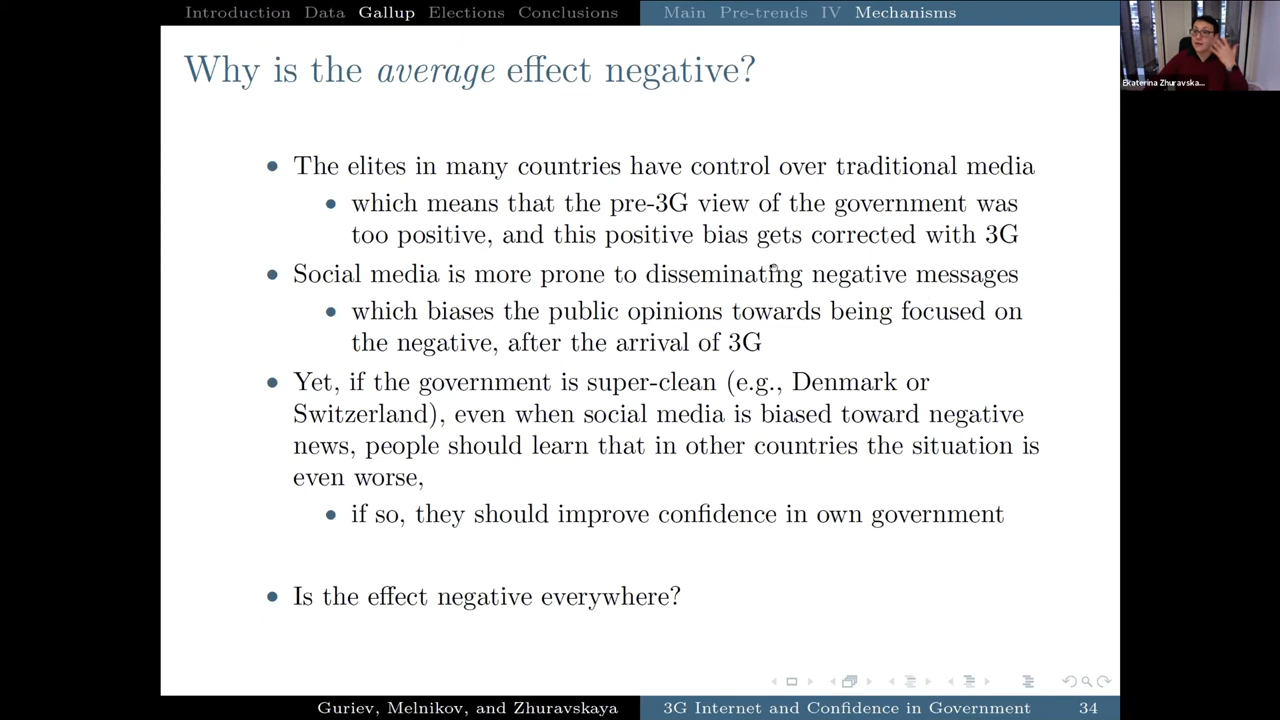 Introduction Data Gallup Elections Conclusions Main Pre-trends IV Mechanisms
Ekaterina Zhuravska...
Why is the average effect negative?
The elites in many countries have control over traditional media
which means that the pre-3G view of the government was
too positive, and this positive bias gets corrected with 3G
Social media is more prone to disseminating negative messages
which biases the public opinions towards being focused on
the negative, after the arrival of 3G
Yet, if the government is super-clean (e.g., Denmark or
Switzerland), even when social media is biased toward negative
news, people should learn that in other countries the situation is
even worse,
if so, they should improve confidence in own government
Is the effect negative everywhere?
Guriev, Melnikov, and Zhuravskaya 3G Internet and Confidence in Government 34